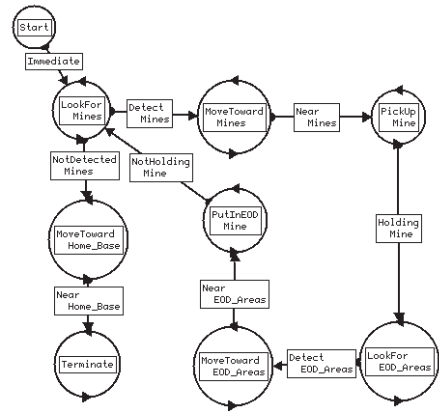 Start
Immediate
LookFor
Mines
Detect
Mines
MoveToward
Mines
Near
Mines
PickUp
Mine
NotDetected
Mines
NotHolding
Mine
MoveToward
Home_Base
PutInEOD
Mine
Holding
Mine
Near
Home_Base
Near
EOD_Areas
Terminate
MoveToward
EOD_Areas
Detect
EOD_Areas
LookFor
EOD_Areas